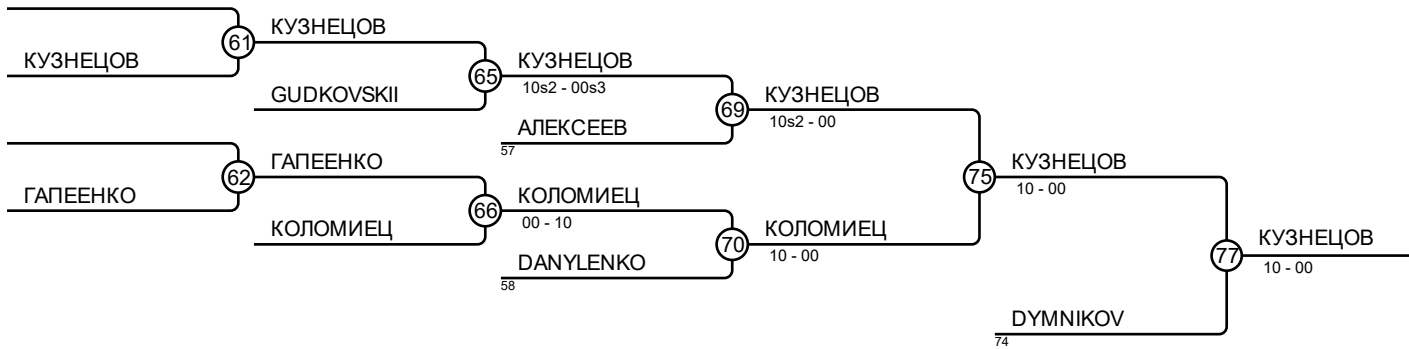 КУЗНЕЦОВ
61
КУЗНЕЦОВ
GUDKOVSKII
65
КУЗНЕЦОВ
10s2 - 00s3
АЛЕКСЕЕВ
57
69
КУЗНЕЦОВ
10s2 - 00
ГАПЕЕНКО
62
ГАПЕЕНКО
КОЛОМИЕЦ
66
КОЛОМИЕЦ
00 - 10
DANYLENKO
58
70
КОЛОМИЕЦ
10 - 00
75
КУЗНЕЦОВ
10 - 00
DYMNIKOV
74
77
КУЗНЕЦОВ
10 - 00